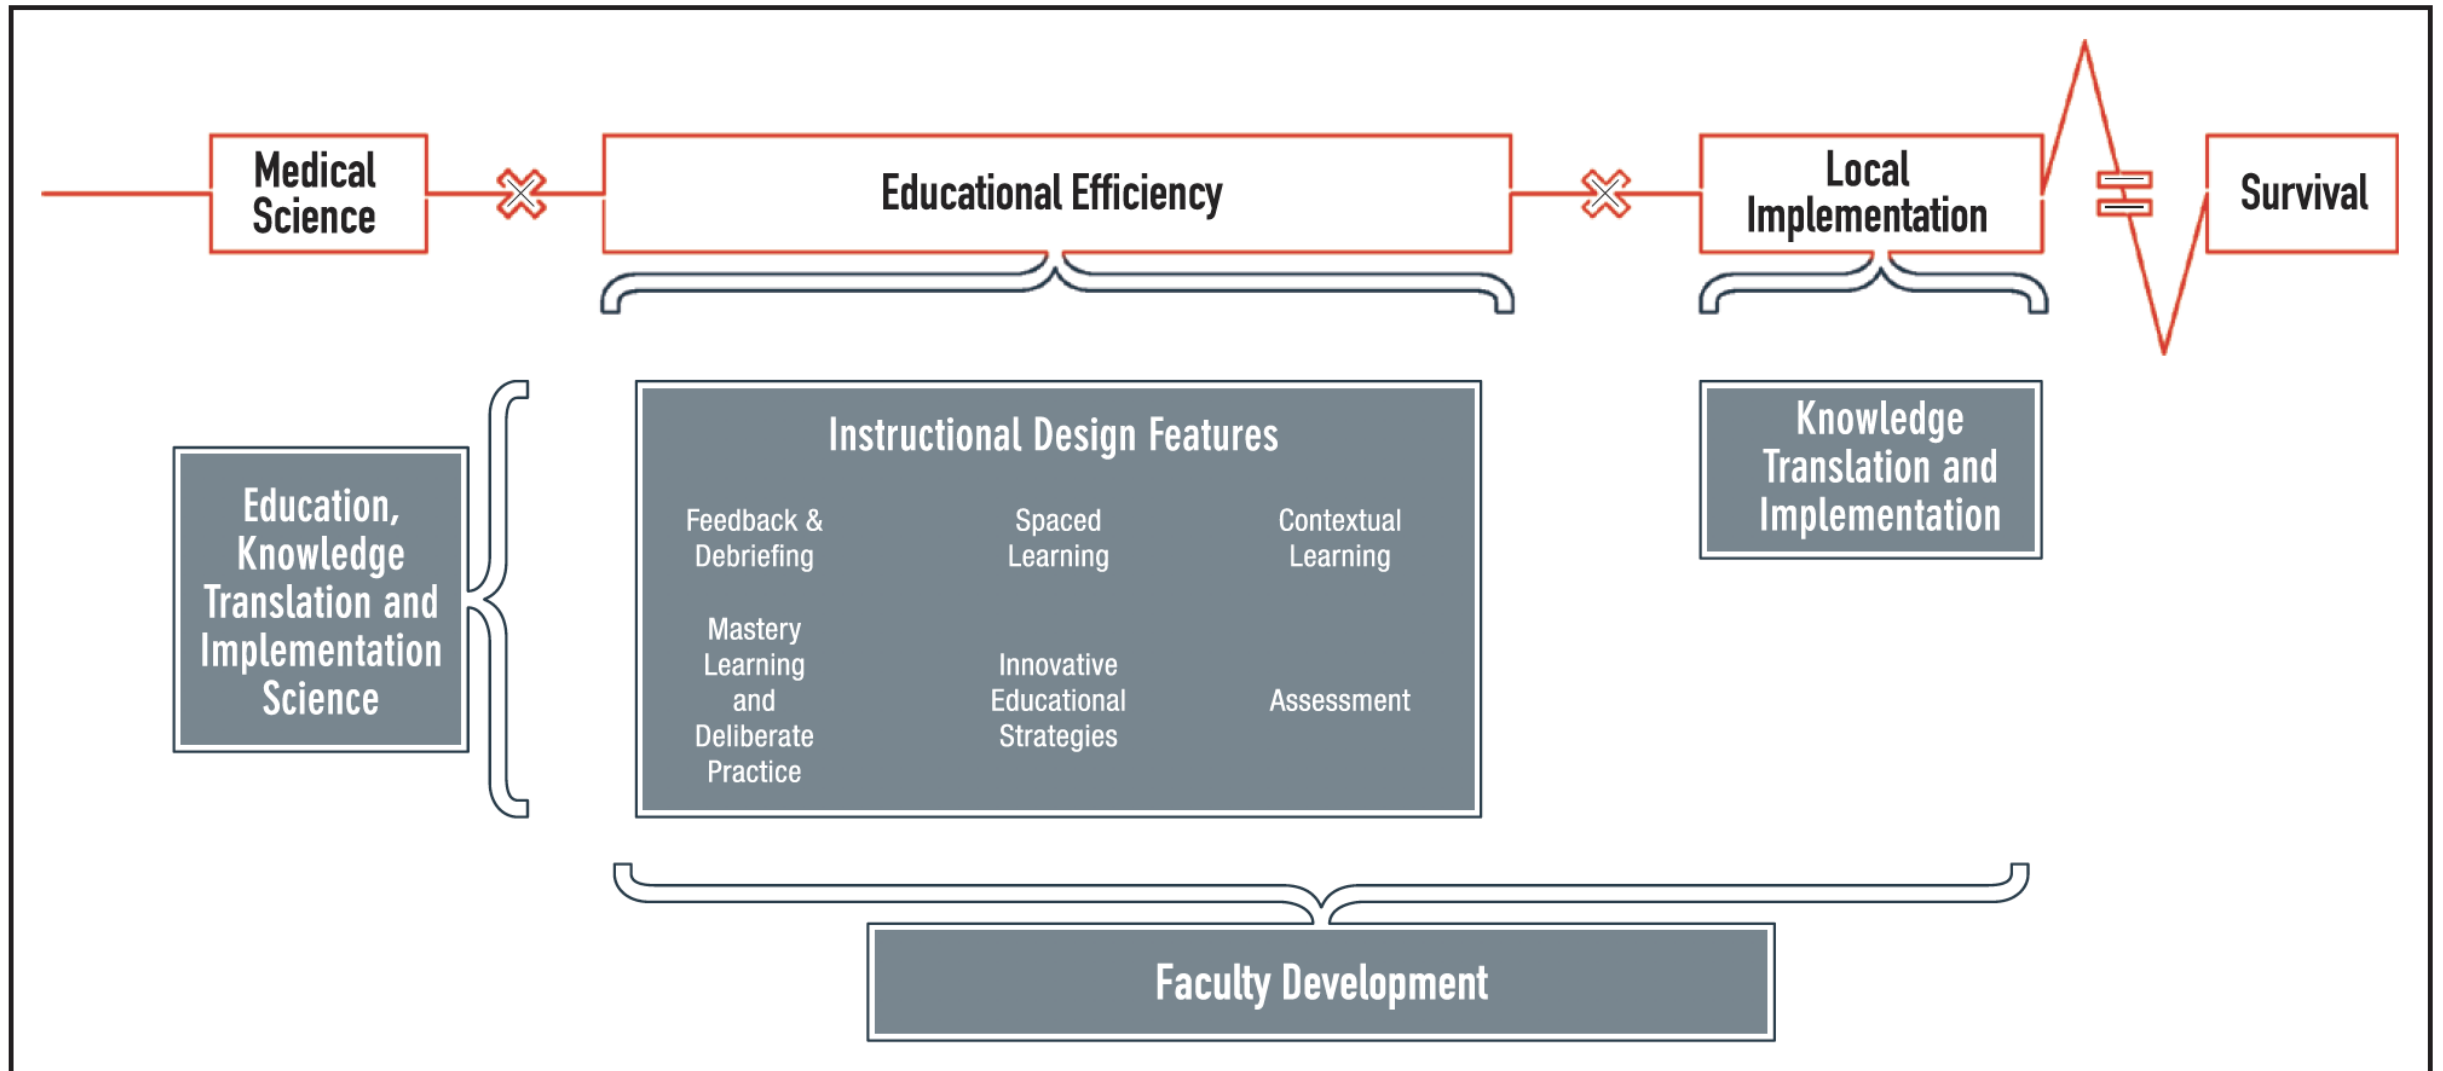 Medical
Science
Educational Efficiency
Local
Implementation
Survival
Education,
Knowledge
Translation and
Implementation
Science
Instructional Design Features
Feedback &
Debriefing
Spaced
Learning
Contextual
Learning
Mastery
Learning
and
Deliberate
Practice
Innovative
Educational
Strategies
Assessment
Knowledge
Translation and
Implementation
Faculty Development